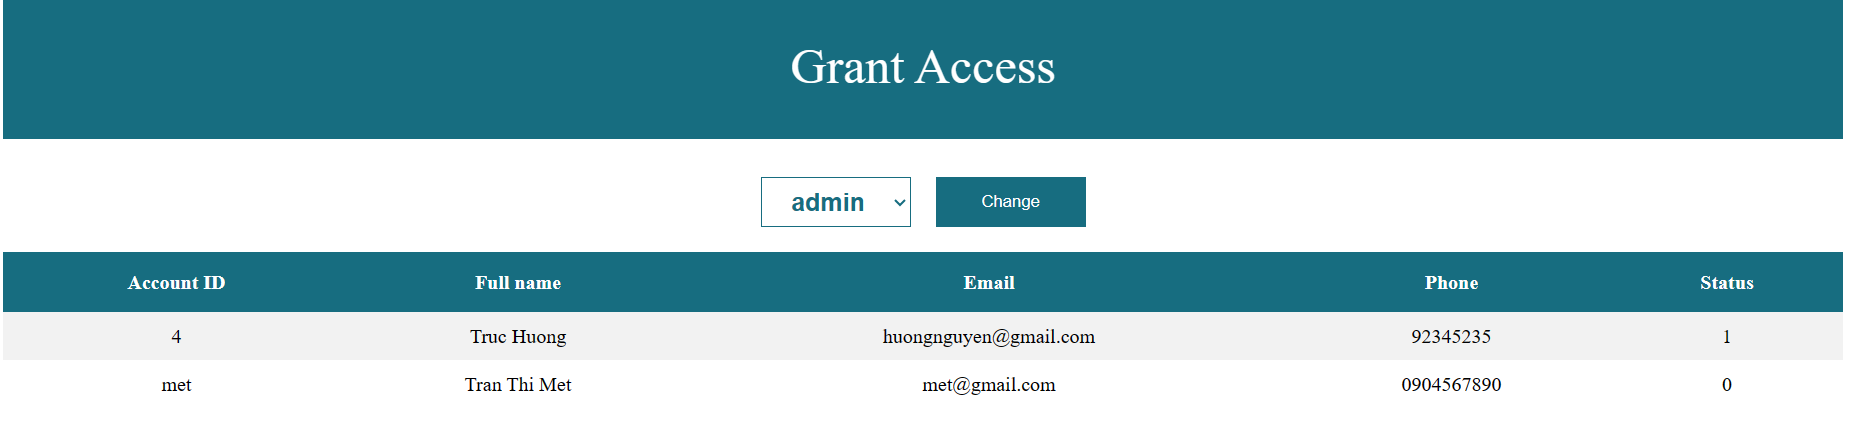 Grant Access
admin Change
Account ID Full name Email Phone Status
4 Truc Huong huongnguyen@gmail.com 92345235 1
met Tran Thi Met met@gmail.com 0904567890 0